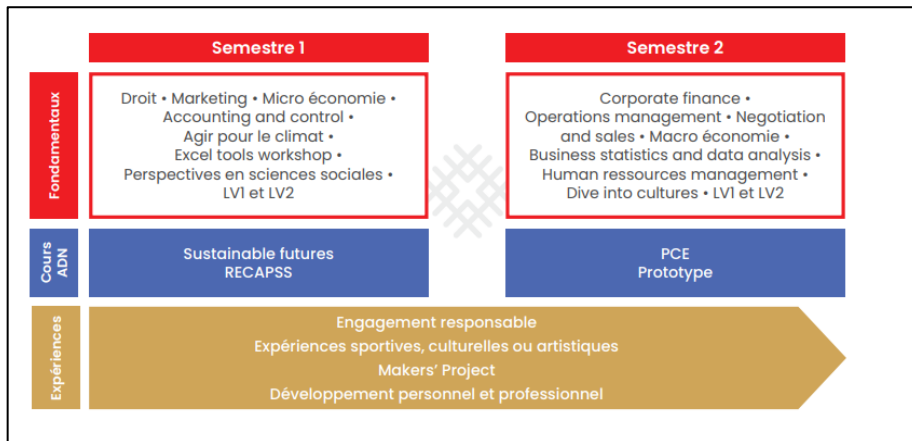 Semestre 1
Semestre 2
Fondamentaux
Droit • Marketing • Micro économie •
Accounting and control •
Agir pour le climat •
Excel tools workshop •
Perspectives en sciences sociales •
LV1 et LV2
Corporate finance •
Operations management • Negotiation
and sales • Macro économie •
Business statistics and data analysis •
Human ressources management •
Dive into cultures • LV1 et LV2
Cours
ADN
Sustainable futures
RECAPSS
PCE
Prototype
Expériences
Engagement responsable
Expériences sportives, culturelles ou artistiques
Makers' Project
Développement personnel et professionnel